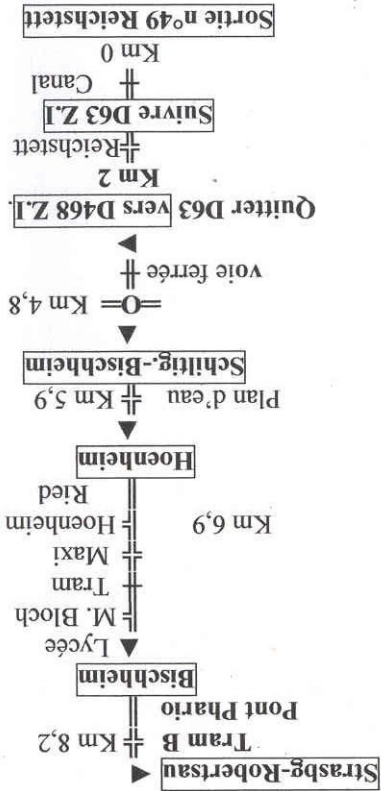 Strasbg-Robertsau
Tram B Km 8,2
Pont Phario
Bischheim
Lycée
M. Bloch
Tram
Maxi
Km 6,9 Hoenheim
Ried
Hoenheim
Plan d'eau Km 5,9
Schiltig.-Bischheim
=O= Km 4,8
voie ferrée
Quitter D63 vers D468 Z.I.
Km 2
Reichstett
Suivre D63 Z.I
Canal
Km 0
Sortie n°49 Reichstett